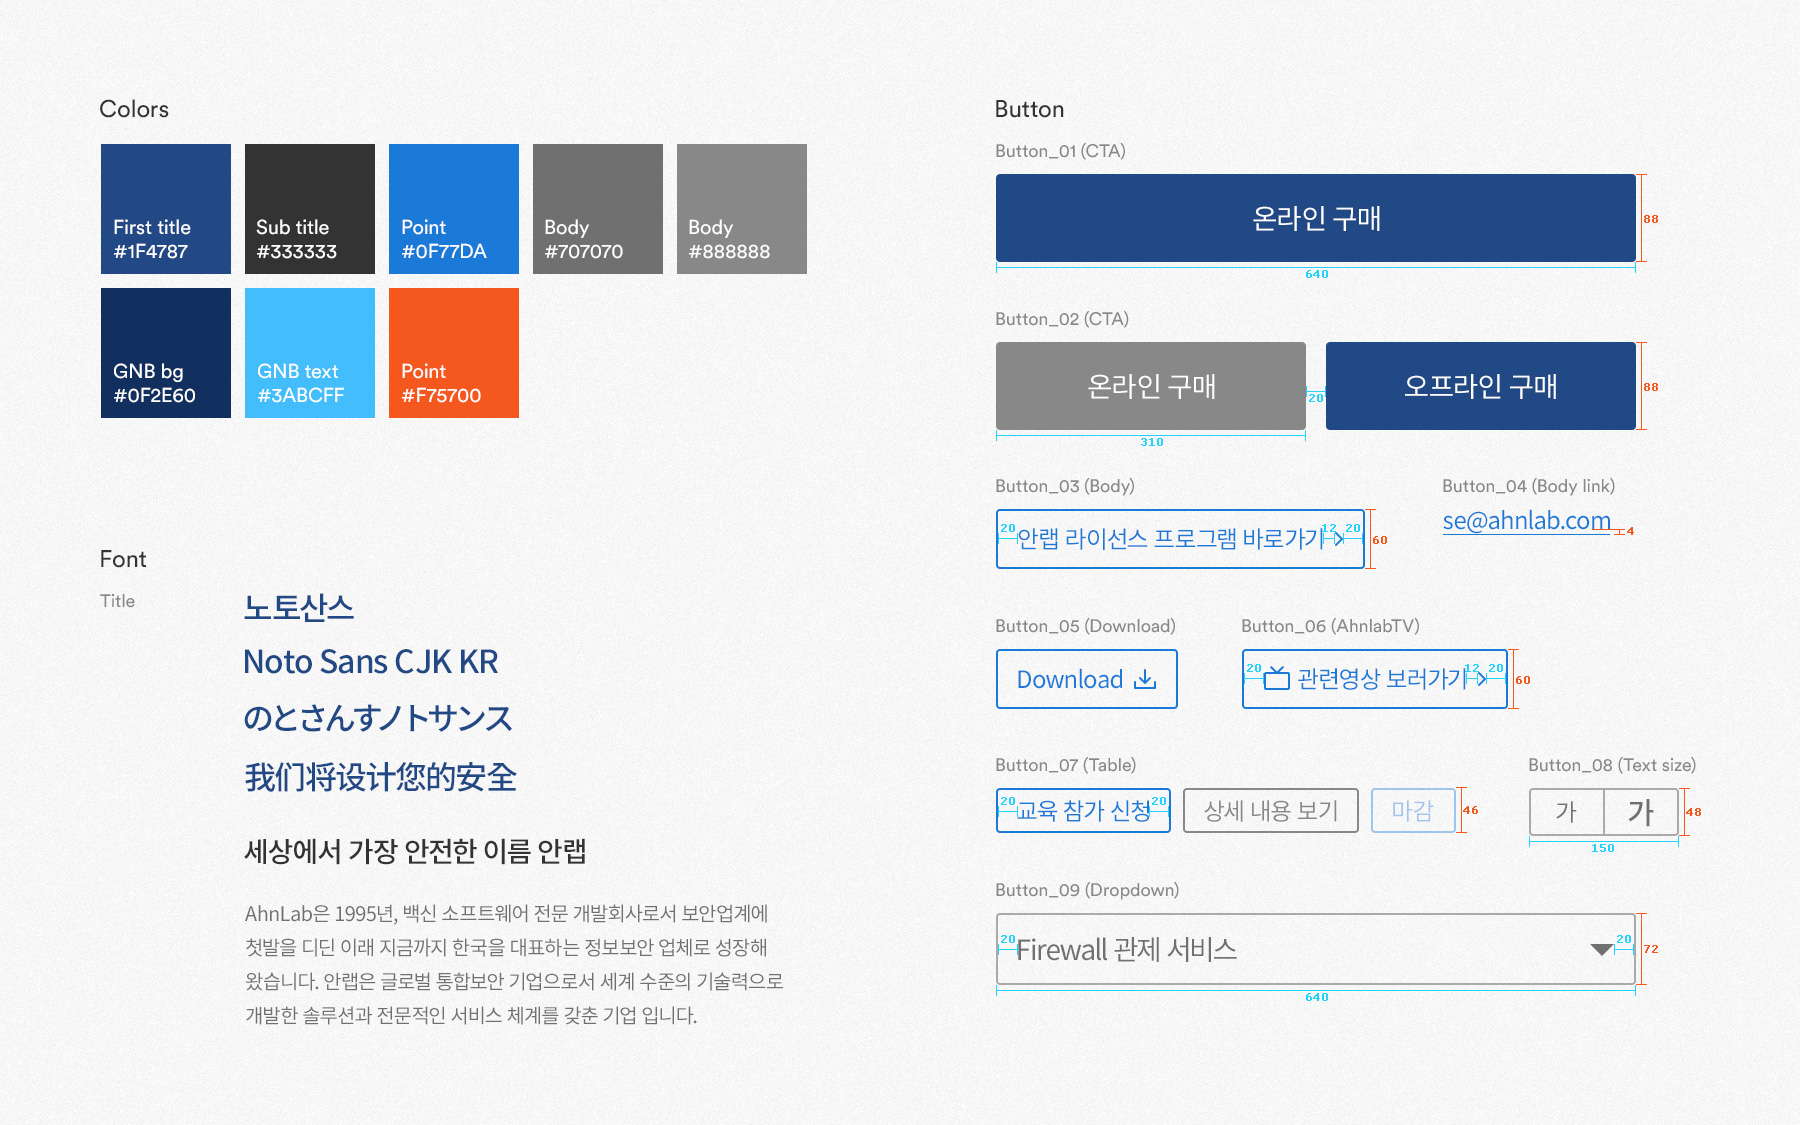 Colors
First title
#1F4787
Sub title
#333333
Point
#0F77DA
Body
#707070
Body
#888888
GNB bg
#0F2E60
GNB text
#3ABCFF
Point
#F75700
Font
Title
노토산스
Noto Sans CJK KR
のとさんすノトサンス
我们将设计您的安全
세상에서 가장 안전한 이름 안랩
AhnLab은 1995년, 백신 소프트웨어 전문 개발회사로서 보안업계에
첫발을 디딘 이래 지금까지 한국을 대표하는 정보보안 업체로 성장해
왔습니다. 안랩은 글로벌 통합보안 기업으로서 세계 수준의 기술력으로
개발한 솔루션과 전문적인 서비스 체계를 갖춘 기업 입니다.
Button
Button_01 (CTA)
온라인 구매
88
640
Button_02 (CTA)
온라인 구매
20
오프라인 구매
88
310
Button_03 (Body)
20 안랩 라이선스 프로그램 바로가기 12 20
60
Button_04 (Body link)
se@ahnlab.com
4
Button_05 (Download)
Download
Button_06 (AhnlabTV)
20 관련영상 보러가기 12 20
60
Button_07 (Table)
20 교육 참가 신청 20
상세 내용 보기
마감
46
Button_08 (Text size)
가 가
48
150
Button_09 (Dropdown)
20 Firewall 관제 서비스 20
72
640